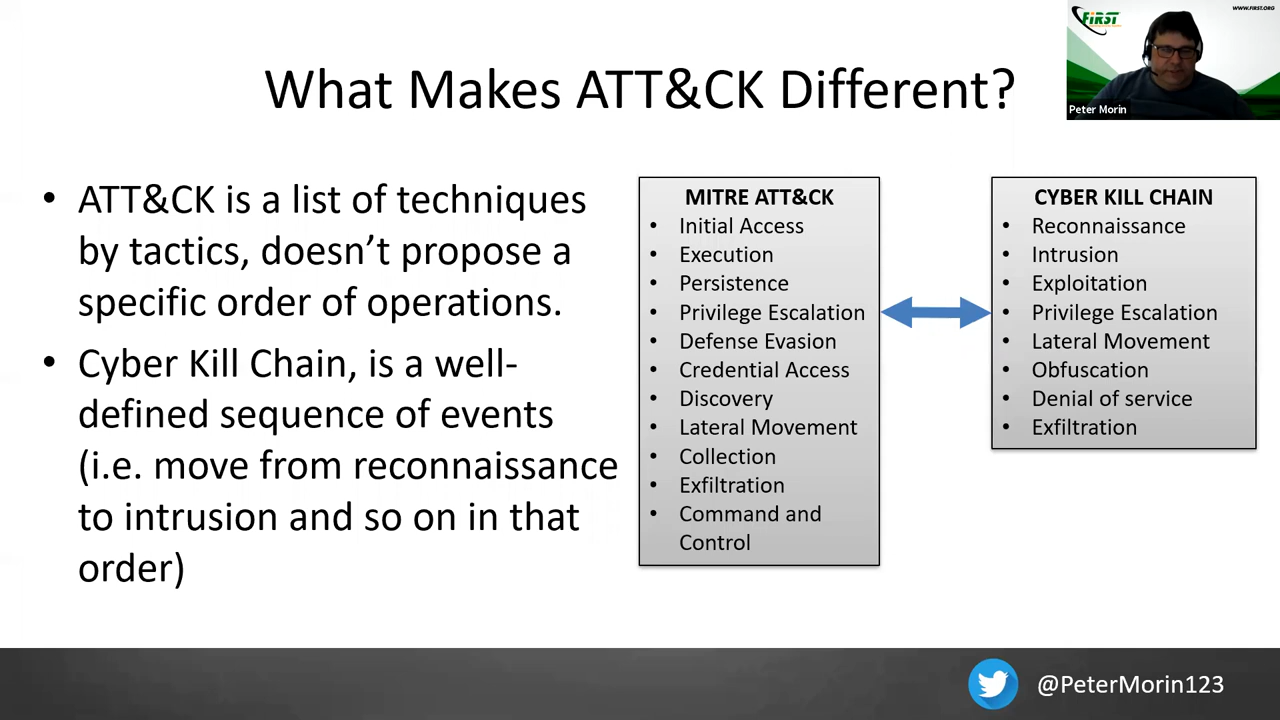 WWW.FIRST.ORG
FIRST
Peter Morin
What Makes ATT&CK Different?
• ATT&CK is a list of techniques
by tactics, doesn’t propose a
specific order of operations.
• Cyber Kill Chain, is a well-
defined sequence of events
(i.e. move from reconnaissance
to intrusion and so on in that
order)
MITRE ATT&CK
• Initial Access
• Execution
• Persistence
• Privilege Escalation
• Defense Evasion
• Credential Access
• Discovery
• Lateral Movement
• Collection
• Exfiltration
• Command and
Control
CYBER KILL CHAIN
• Reconnaissance
• Intrusion
• Exploitation
• Privilege Escalation
• Lateral Movement
• Obfuscation
• Denial of service
• Exfiltration
@PeterMorin123